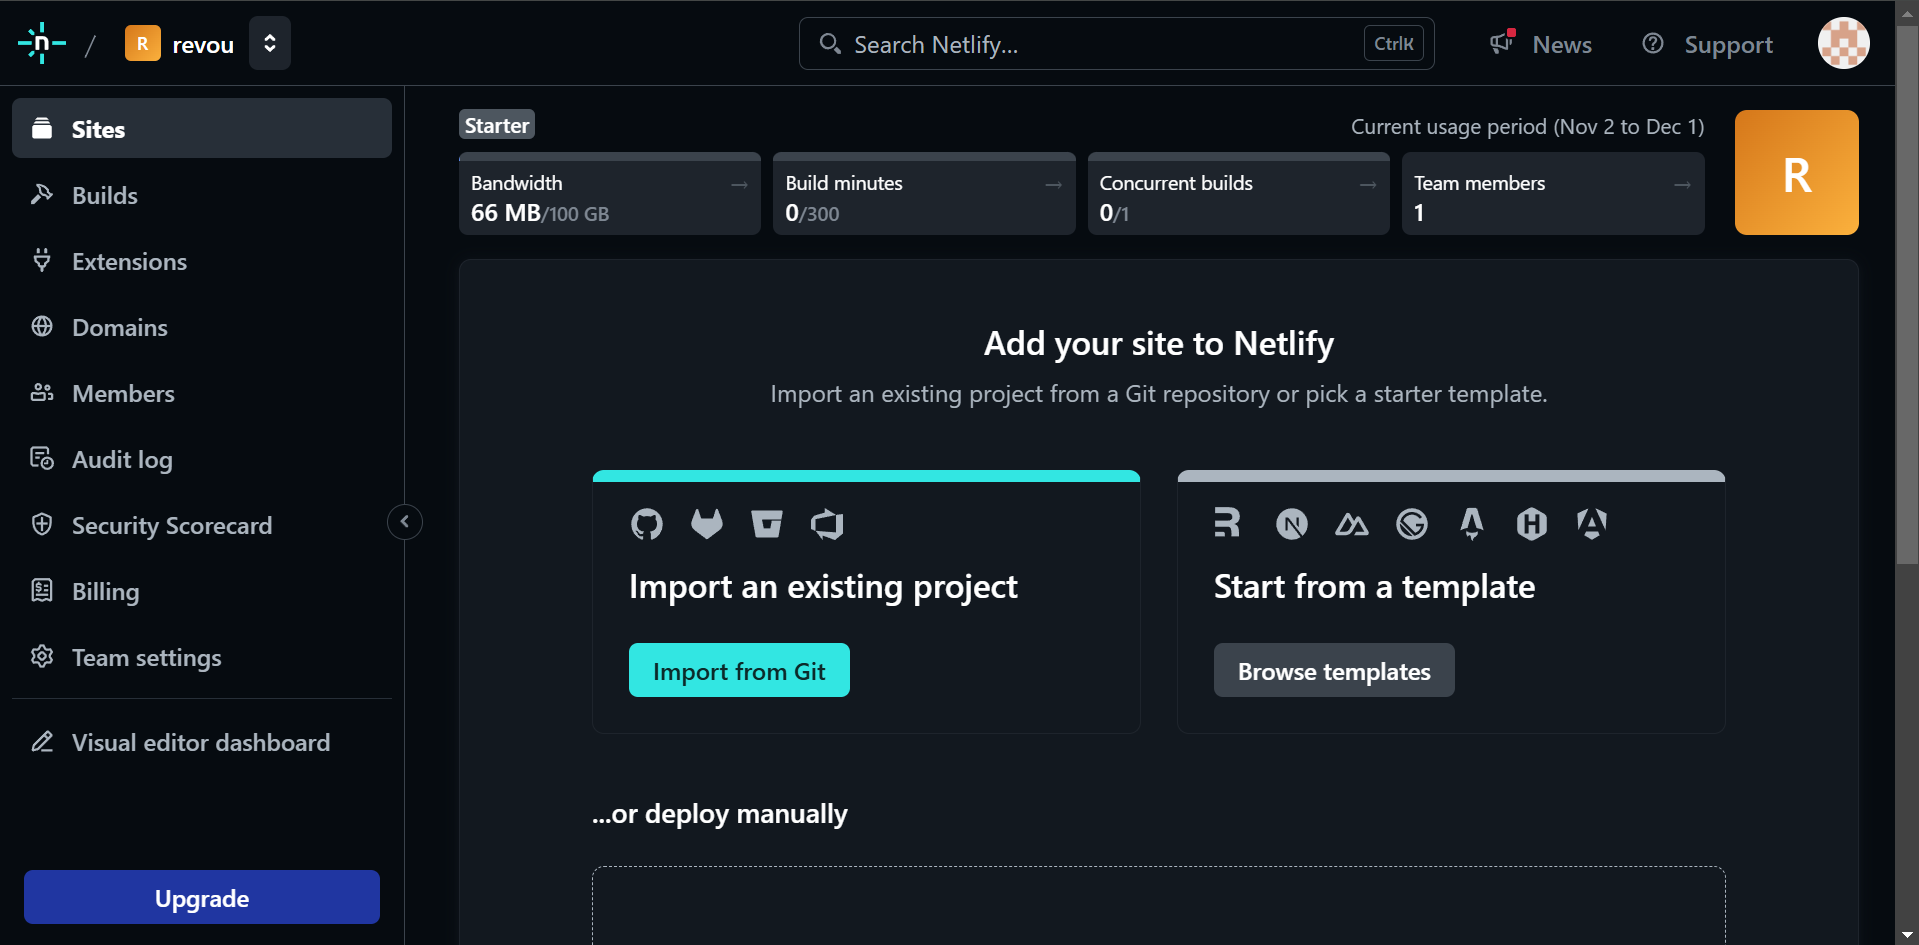 n / R revou
Search Netlify... CtrlK
News
Support
Sites
Builds
Extensions
Domains
Members
Audit log
Security Scorecard
Billing
Team settings
Visual editor dashboard
Upgrade
Starter
Current usage period (Nov 2 to Dec 1)
Bandwidth
66 MB/100 GB
Build minutes
0/300
Concurrent builds
0/1
Team members
1
R
Add your site to Netlify
Import an existing project from a Git repository or pick a starter template.
Import an existing project
Import from Git
Start from a template
Browse templates
...or deploy manually